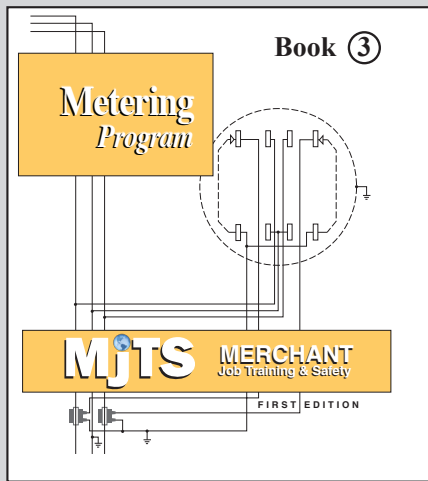 Book 3
Metering
Program
MJTS MERCHANT
Job Training & Safety
FIRST EDITION